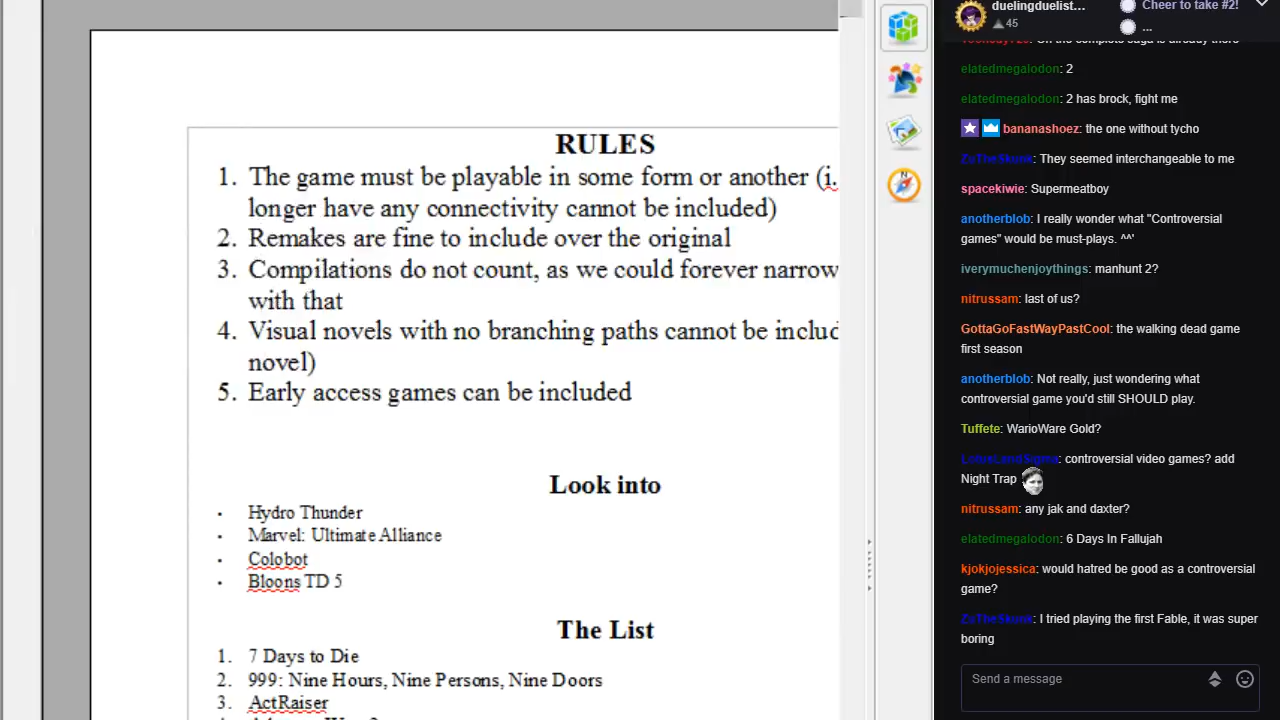 RULES
1. The game must be playable in some form or another (i.
longer have any connectivity cannot be included)
2. Remakes are fine to include over the original
3. Compilations do not count, as we could forever narrow
with that
4. Visual novels with no branching paths cannot be includ
novel)
5. Early access games can be included
Look into
• Hydro Thunder
• Marvel: Ultimate Alliance
• Colobot
• Bloons TD 5
The List
1. 7 Days to Die
2. 999: Nine Hours, Nine Persons, Nine Doors
3. ActRaiser
duelingduelist…
45
Cheer to take #2!
...
elatedmegalodon: 2
elatedmegalodon: 2 has brock, fight me
bananashoez: the one without tycho
ZuTheSkunk: They seemed interchangeable to me
spacekiwie: Supermeatboy
anotherblob: I really wonder what "Controversial
games" would be must-plays. ^^'
iverymuchenjoythings: manhunt 2?
nitrussam: last of us?
GottaGoFastWayPastCool: the walking dead game
first season
anotherblob: Not really, just wondering what
controversial game you'd still SHOULD play.
Tuffete: WarioWare Gold?
controversial video games? add
Night Trap
nitrussam: any jak and daxter?
elatedmegalodon: 6 Days In Fallujah
kjokjojessica: would hatred be good as a controversial
game?
ZuTheSkunk: I tried playing the first Fable, it was super
boring
Send a message